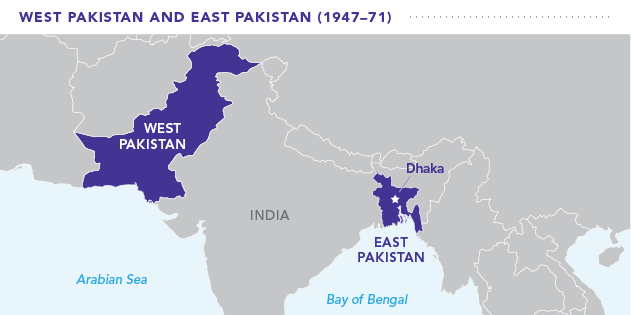 WEST PAKISTAN AND EAST PAKISTAN (1947–71)
WEST
PAKISTAN
Dhaka
INDIA
EAST
PAKISTAN
Arabian Sea
Bay of Bengal